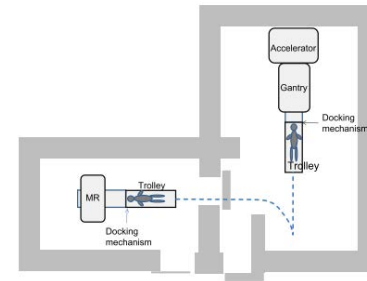 Accelerator
Gantry
Docking
mechanism
Trolley
Trolley
MR
Docking
mechanism